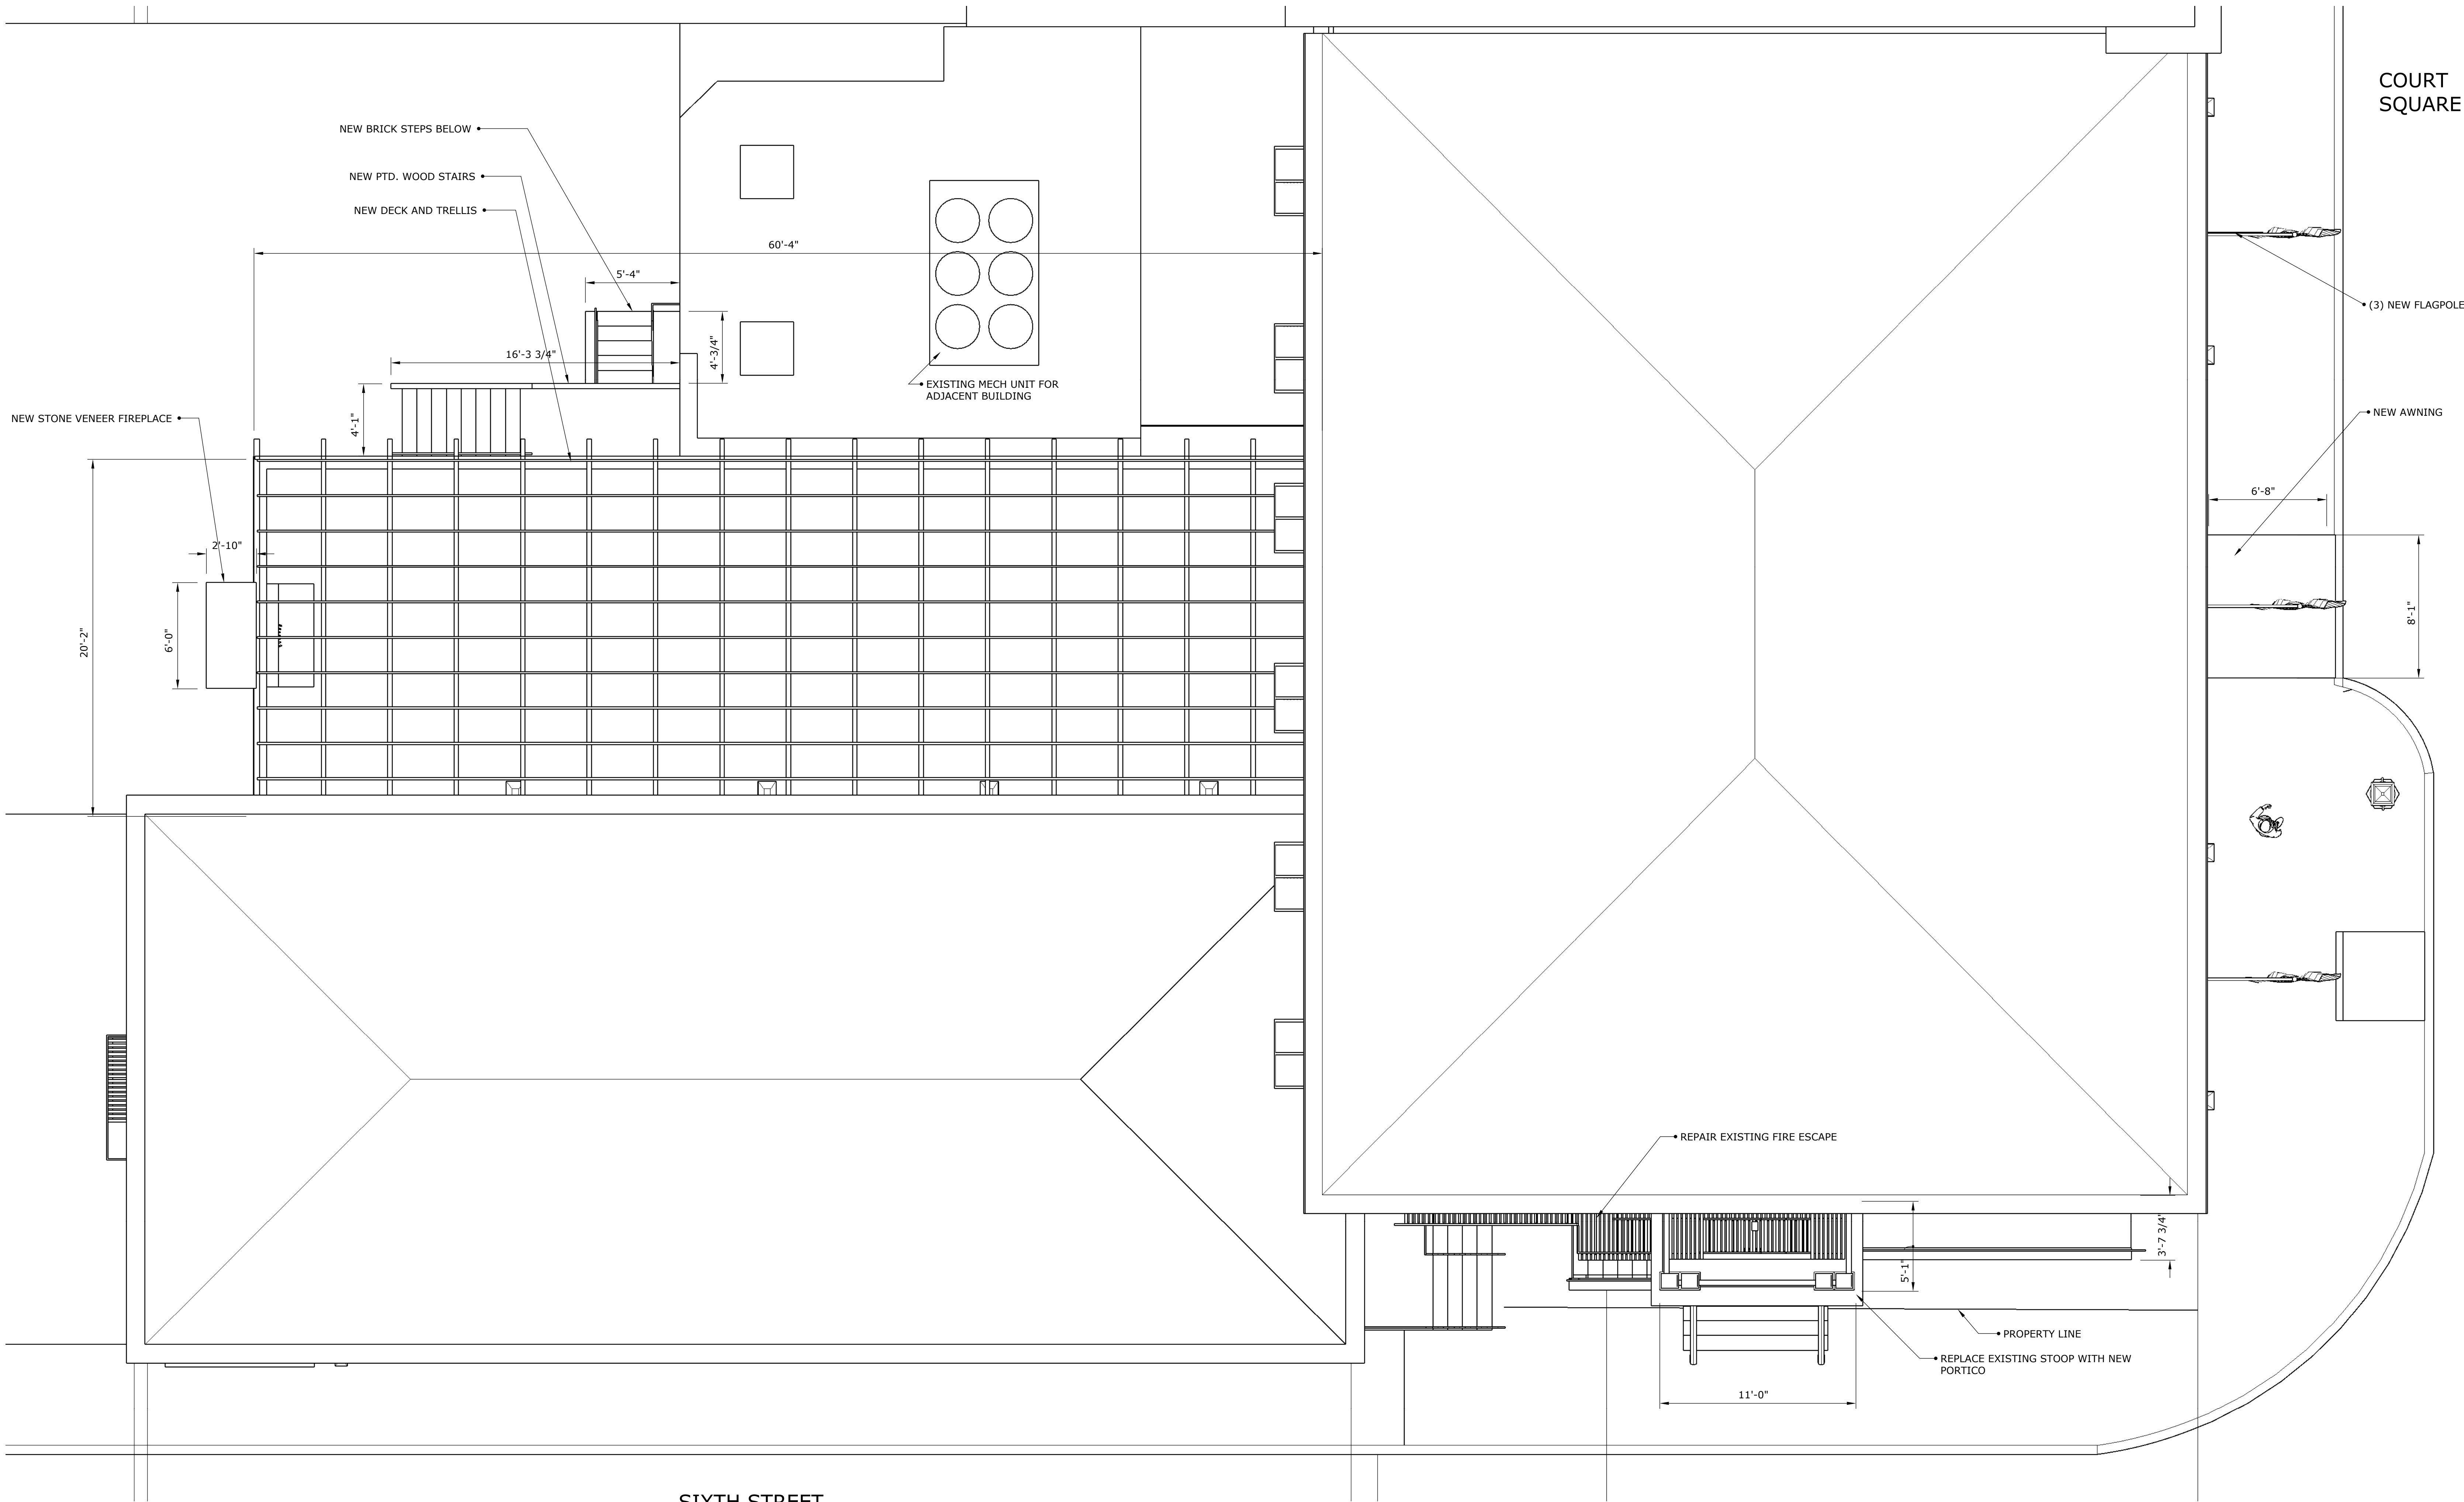 COURT
SQUARE
NEW BRICK STEPS BELOW
NEW PTD. WOOD STAIRS
NEW DECK AND TRELLIS
60'-4"
5'-4"
(3) NEW FLAGPOLE
16'-3 3/4"
4'-3/4"
EXISTING MECH UNIT FOR
ADJACENT BUILDING
NEW STONE VENEER FIREPLACE
4'-1"
NEW AWNING
6'-8"
2'-10"
20'-2"
6'-0"
8'-1"
REPAIR EXISTING FIRE ESCAPE
3'-7 3/4"
5'-1"
PROPERTY LINE
REPLACE EXISTING STOOP WITH NEW
PORTICO
11'-0"
SIXTH STREET